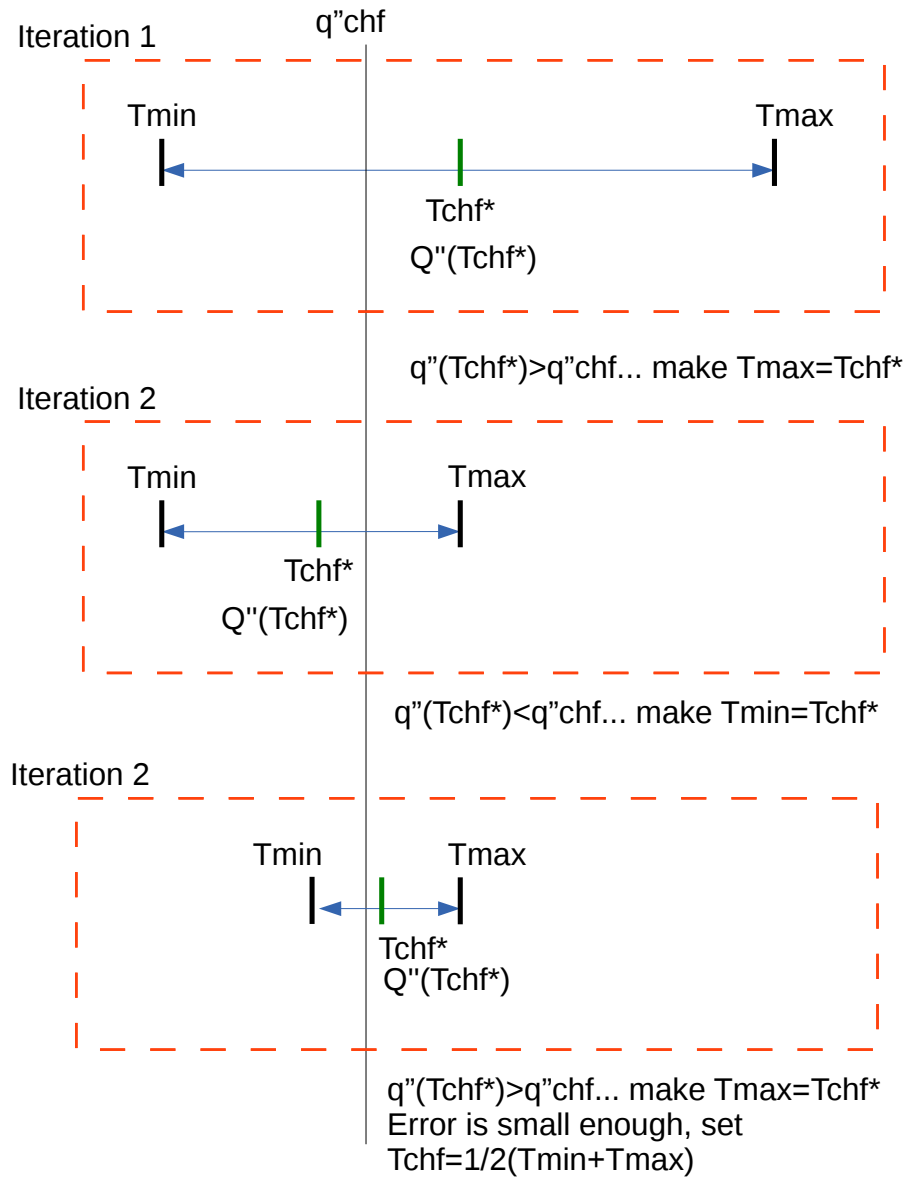 q”chf
Iteration 1
Tmin
Tmax
Tchf*
Q"(Tchf*)
q”(Tchf*)>q”chf... make Tmax=Tchf*
Iteration 2
Tmin
Tmax
Tchf*
Q"(Tchf*)
q”(Tchf*)<q”chf... make Tmin=Tchf*
Iteration 2
Tmin
Tmax
Tchf*
Q"(Tchf*)
q”(Tchf*)>q”chf... make Tmax=Tchf*
Error is small enough, set
Tchf=1/2(Tmin+Tmax)